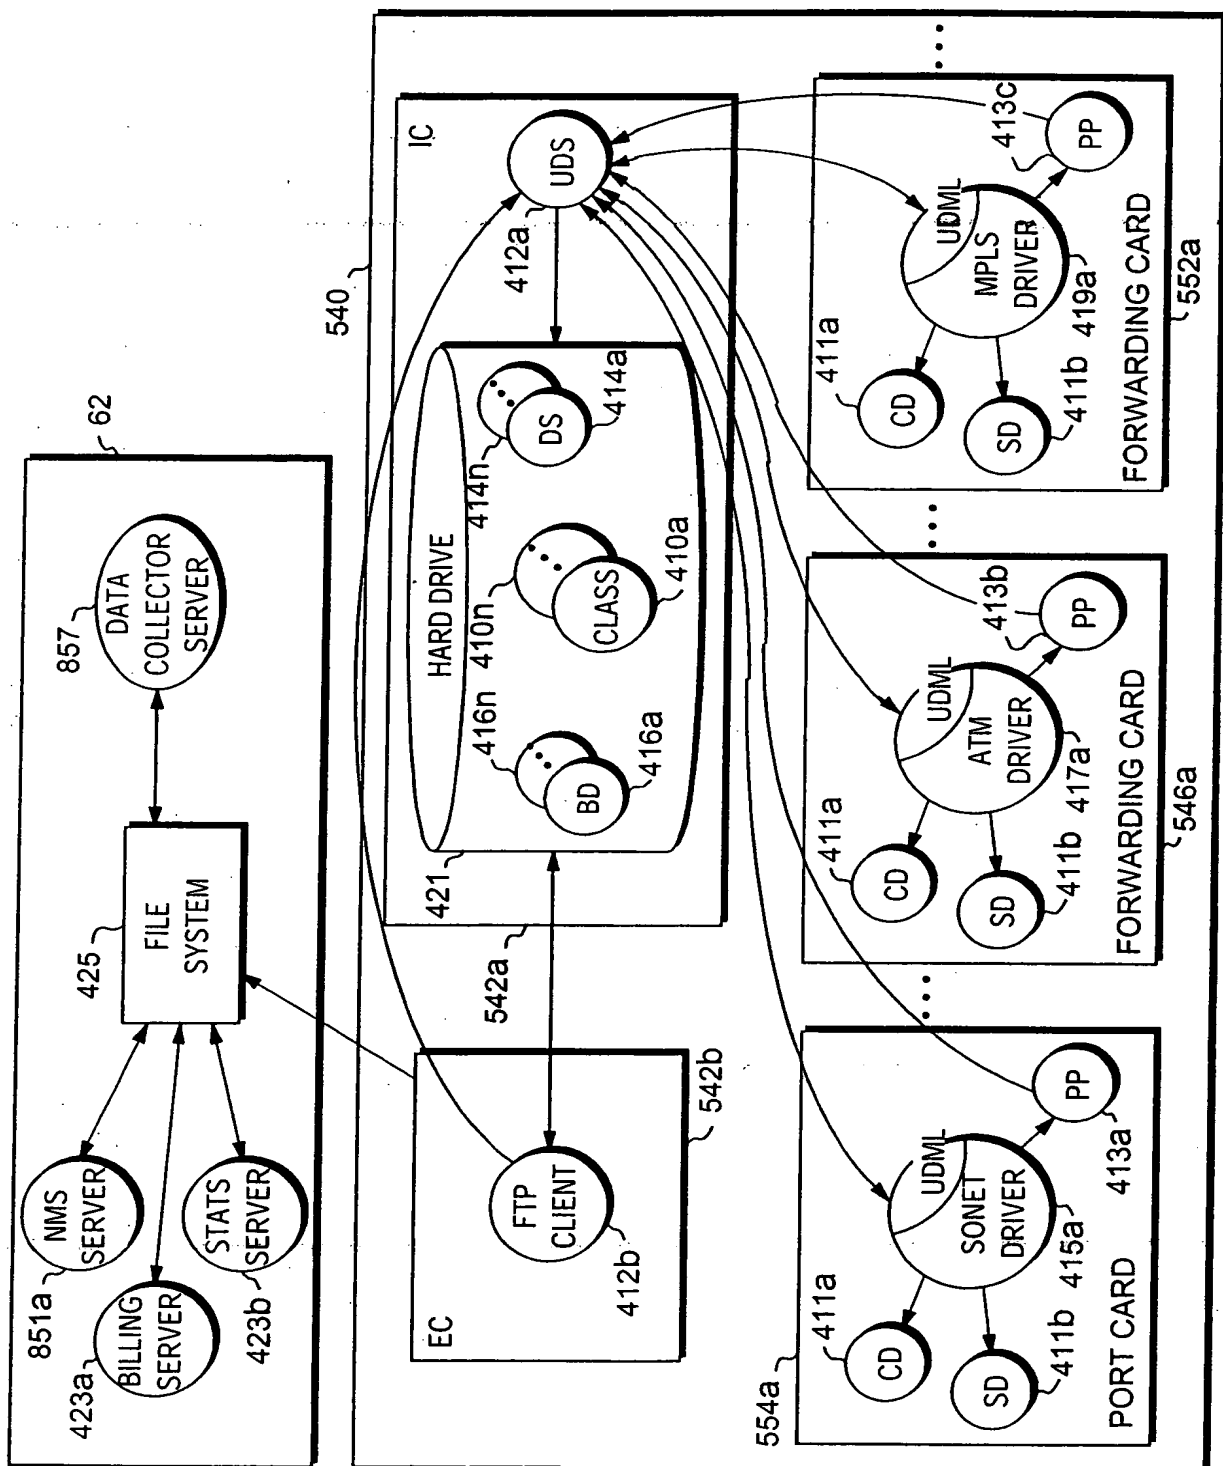 62
857
DATA
COLLECTOR
SERVER
425
FILE
SYSTEM
851a
NMS
SERVER
423a
BILLING
SERVER
STATS
SERVER
423b
540
IC
UDS
412a
HARD DRIVE
421
414n
DS
414a
410n
CLASS
410a
416n
BD
416a
542a
EC
FTP
CLIENT
412b
542b
554a
411a
CD
SD
411b
UDML
SONET
DRIVER
415a
PP
413a
PORT CARD
411a
CD
SD
411b
UDML
ATM
DRIVER
417a
413b
PP
FORWARDING CARD
546a
411a
CD
SD
411b
UDML
MPLS
DRIVER
419a
413c
PP
FORWARDING CARD
552a